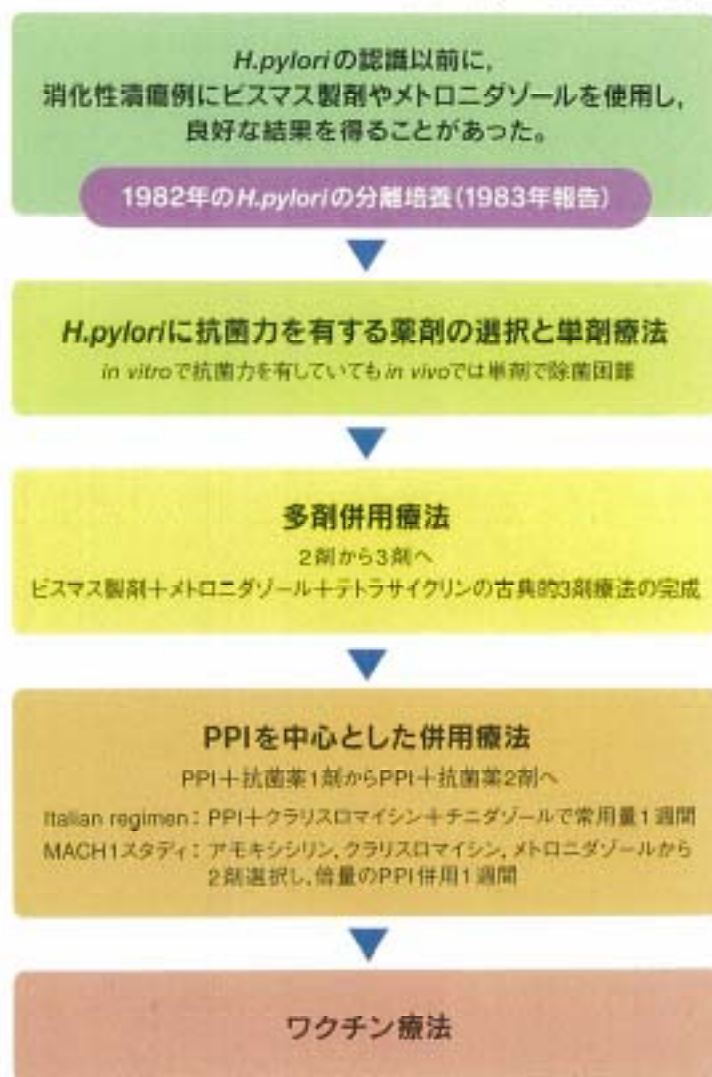 H.pyloriの認識以前に,
消化性潰瘍例にビスマス製剤やメトロニダゾールを使用し,
良好な結果を得ることがあった。
1982年のH.pyloriの分離培養(1983年報告)
H.pyloriに抗菌力を有する薬剤の選択と単剤療法
in vitroで抗菌力を有していてもin vivoでは単剤で除菌困難
多剤併用療法
2剤から3剤へ
ビスマス製剤+メトロニダゾール+テトラサイクリンの古典的3剤療法の完成
PPIを中心とした併用療法
PPI+抗菌薬1剤からPPI+抗菌薬2剤へ
Italian regimen:PPI+クラリスロマイシン+チニダゾールで常用量1週間
MACH1スタディ:アモキシシリン,クラリスロマイシン,メトロニダゾールから
2剤選択し,倍量のPPI併用1週間
ワクチン療法